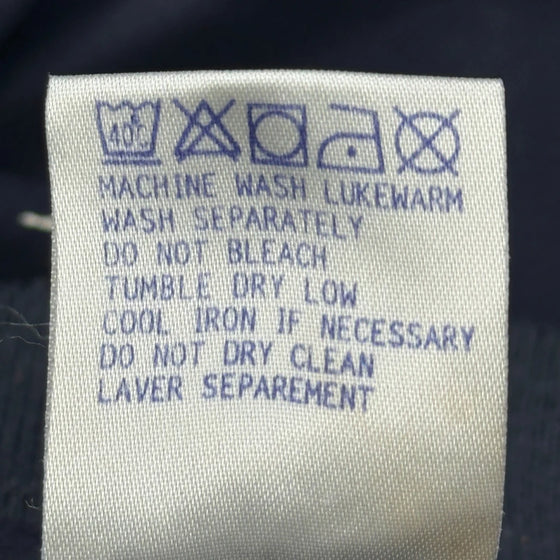 40°c
MACHINE WASH LUKEWARM
WASH SEPARATELY
DO NOT BLEACH
TUMBLE DRY LOW
COOL IRON IF NECESSARY
DO NOT DRY CLEAN
LAVER SEPAREMENT